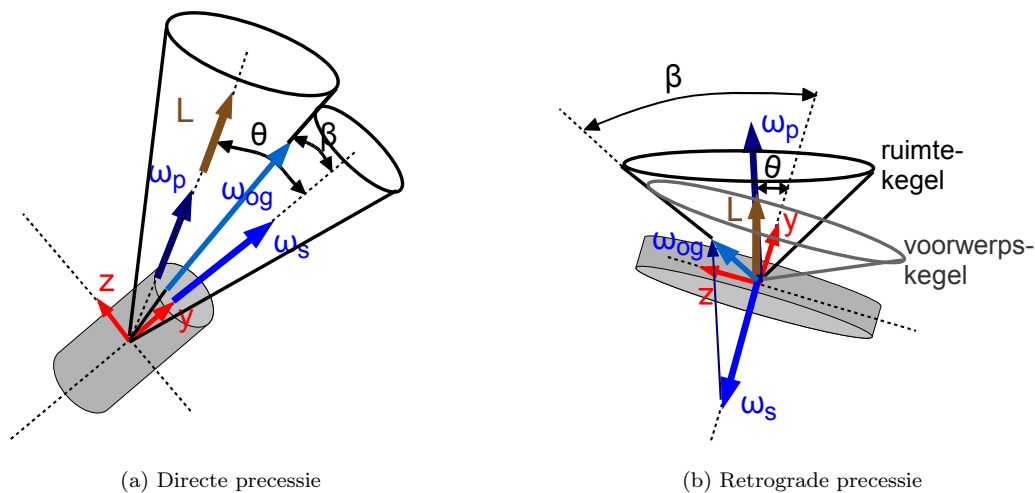 L
θ
β
ωp
ωog
ωs
z
y
(a) Directe precessie
β
ωp
θ
ruimte-
kegel
L
y
ωog
voorwerps-
kegel
z
ωs
(b) Retrograde precessie